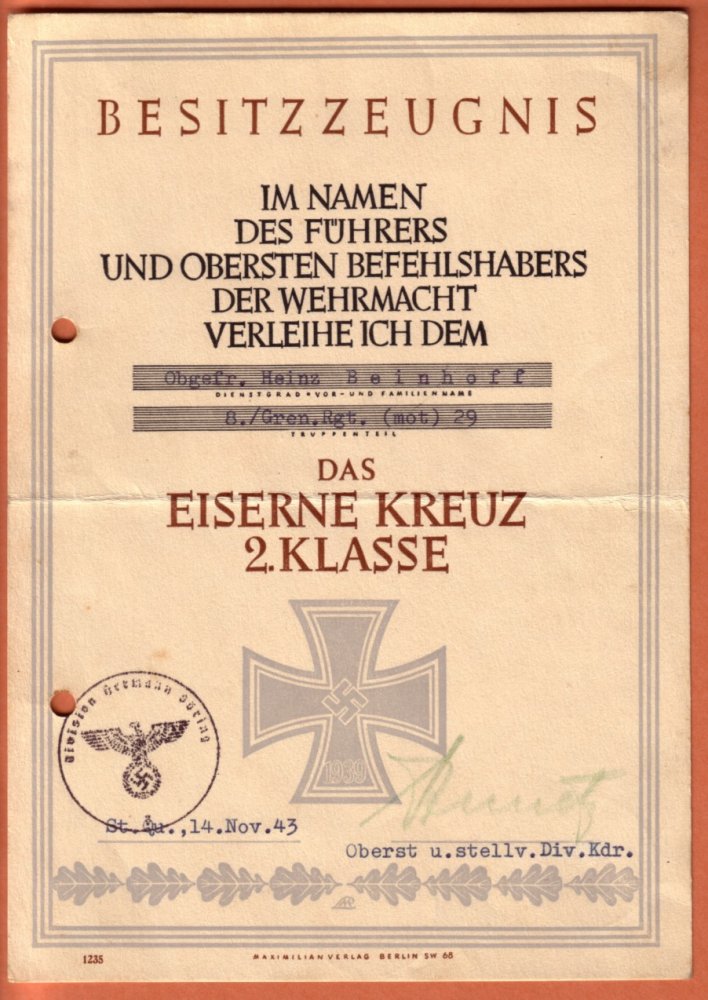 BESITZZEUGNIS
IM NAMEN
DES FÜHRERS
UND OBERSTEN BEFEHLSHABERS
DER WEHRMACHT
VERLEIHE ICH DEM
Obgefr. Heinz Beinhoff
DIENSTGRAD • VOR- UND FAMILIENNAME
8./Gren.Rgt. (mot) 29
TRUPPENTEIL
DAS
EISERNE KREUZ
2. KLASSE
1939
Division Hermann Göring
St.Qu.,14.Nov.43
Oberst u.stellv.Div.Kdr.
1235
MAXIMILIANVERLAG BERLIN SW 68